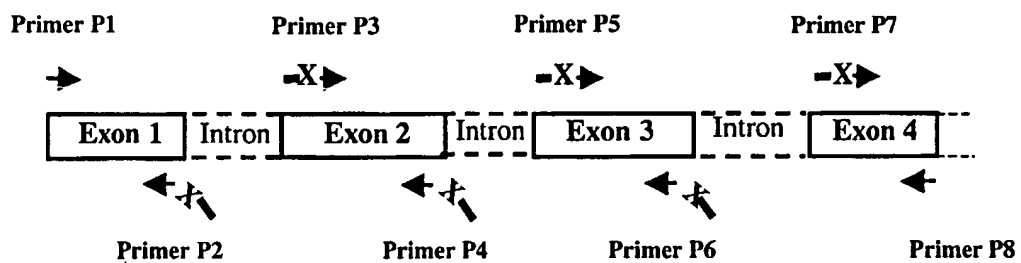 Primer P1 Primer P3 Primer P5 Primer P7
X X X
Exon 1 Intron Exon 2 Intron Exon 3 Intron Exon 4
X X X
Primer P2 Primer P4 Primer P6 Primer P8